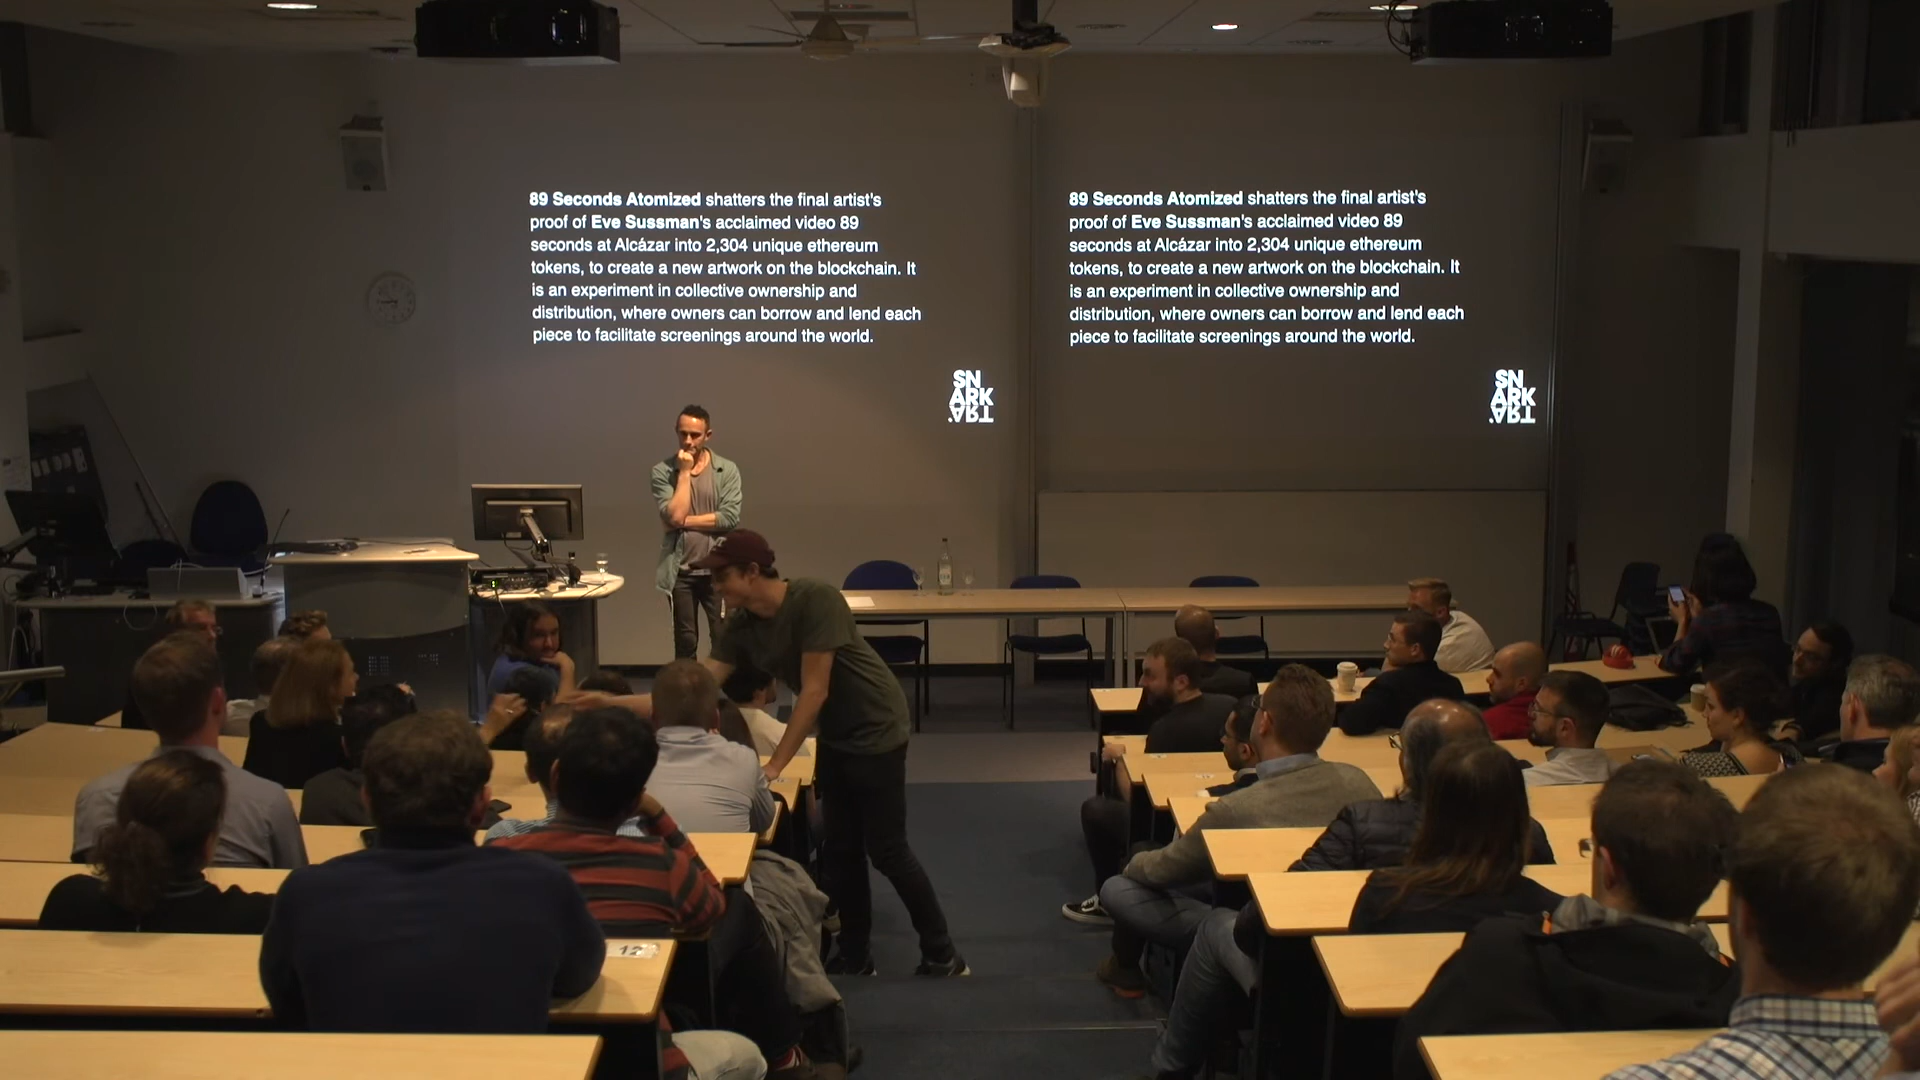 89 Seconds Atomized shatters the final artist's
proof of Eve Sussman's acclaimed video 89
seconds at Alcázar into 2,304 unique ethereum
tokens, to create a new artwork on the blockchain. It
is an experiment in collective ownership and
distribution, where owners can borrow and lend each
piece to facilitate screenings around the world.
SN
ARK
.ART
89 Seconds Atomized shatters the final artist's
proof of Eve Sussman's acclaimed video 89
seconds at Alcázar into 2,304 unique ethereum
tokens, to create a new artwork on the blockchain. It
is an experiment in collective ownership and
distribution, where owners can borrow and lend each
piece to facilitate screenings around the world.
SN
ARK
.ART
12